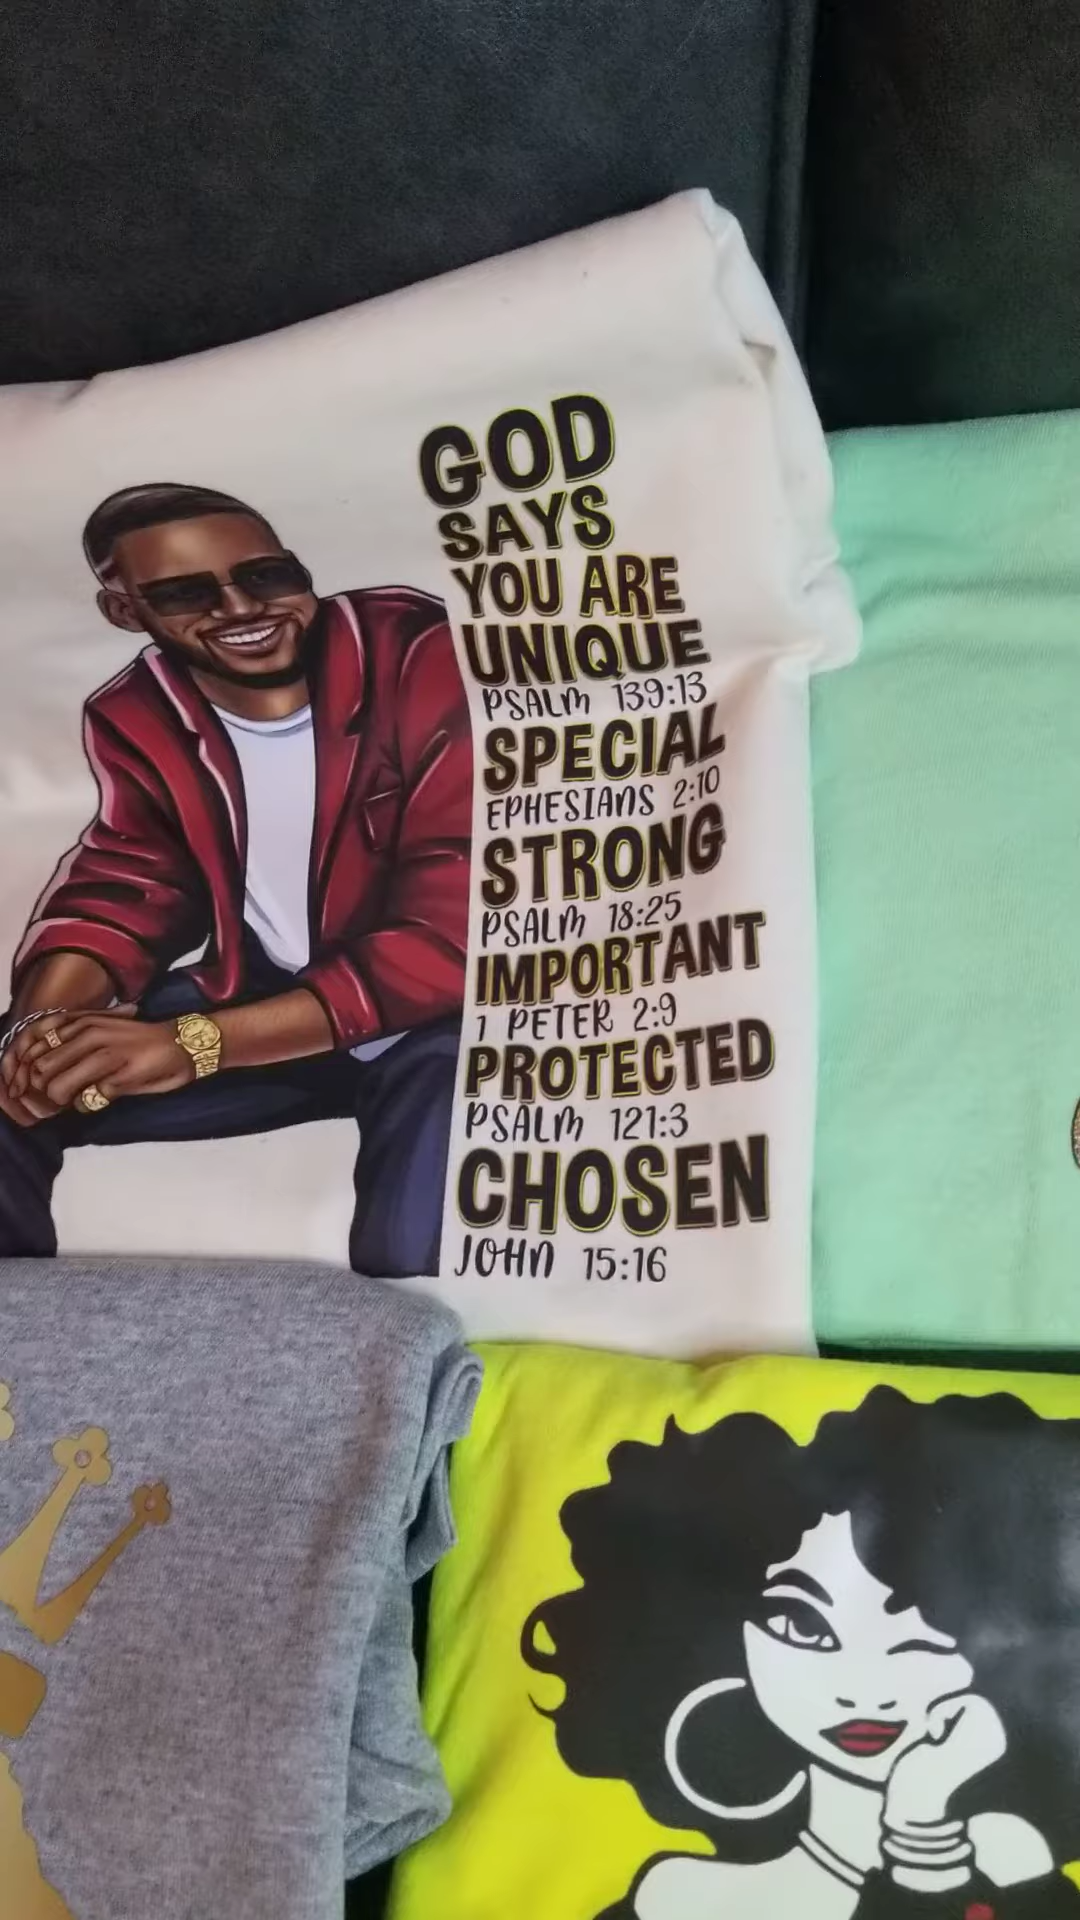 GOD
SAYS
YOU ARE
UNIQUE
PSALM 139:13
SPECIAL
EPHESIANS 2:10
STRONG
PSALM 18:25
IMPORTANT
1 PETER 2:9
PROTECTED
PSALM 121:3
CHOSEN
JOHN 15:16